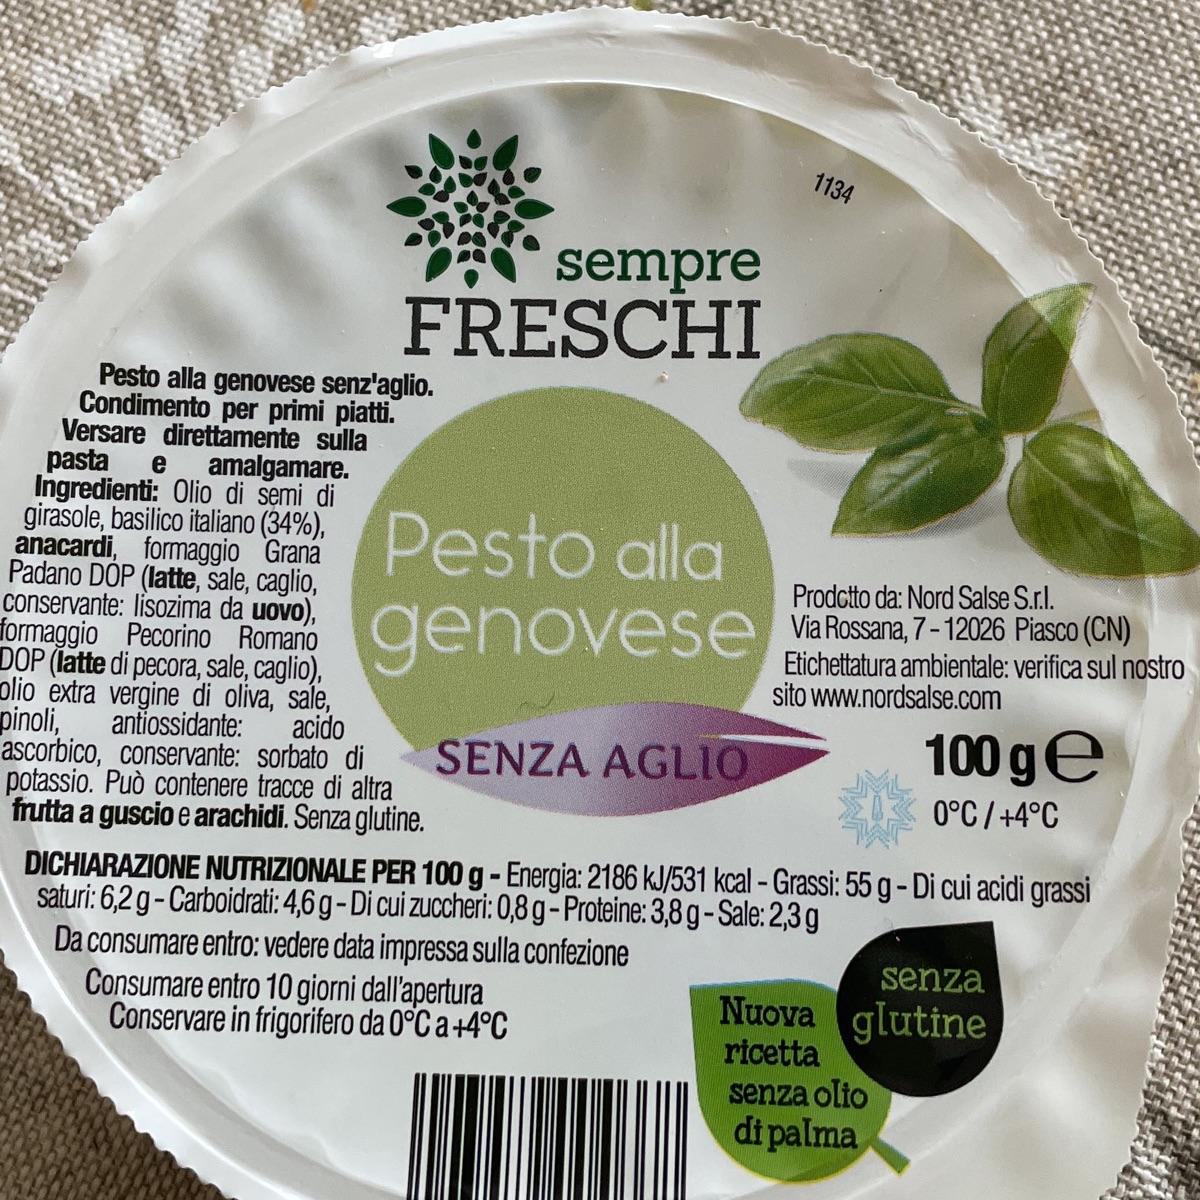 1134
sempre
FRESCHI
Pesto alla genovese senz'aglio.
Condimento per primi piatti.
Versare direttamente sulla
pasta e amalgamare.
Ingredienti: Olio di semi di
girasole, basilico italiano (34%),
anacardi, formaggio Grana
Padano DOP (latte, sale, caglio,
conservante: lisozima da uovo),
formaggio Pecorino Romano
DOP (latte di pecora, sale, caglio),
olio extra vergine di oliva, sale,
pinoli, antiossidante: acido
ascorbico, conservante: sorbato di
potassio. Può contenere tracce di altra
frutta a guscio e arachidi. Senza glutine.
Pesto alla
genovese
SENZA AGLIO
Prodotto da: Nord Salse S.r.l.
Via Rossana, 7 - 12026 Piasco (CN)
Etichettatura ambientale: verifica sul nostro
sito www.nordsalse.com
100 g e
0°C / +4°C
DICHIARAZIONE NUTRIZIONALE PER 100 g - Energia: 2186 kJ/531 kcal - Grassi: 55 g - Di cui acidi grassi
saturi: 6,2 g - Carboidrati: 4,6 g - Di cui zuccheri: 0,8 g - Proteine: 3,8 g - Sale: 2,3 g
Da consumare entro: vedere data impressa sulla confezione
Consumare entro 10 giorni dall'apertura
Conservare in frigorifero da 0°C a +4°C
senza
glutine
Nuova
ricetta
senza olio
di palma